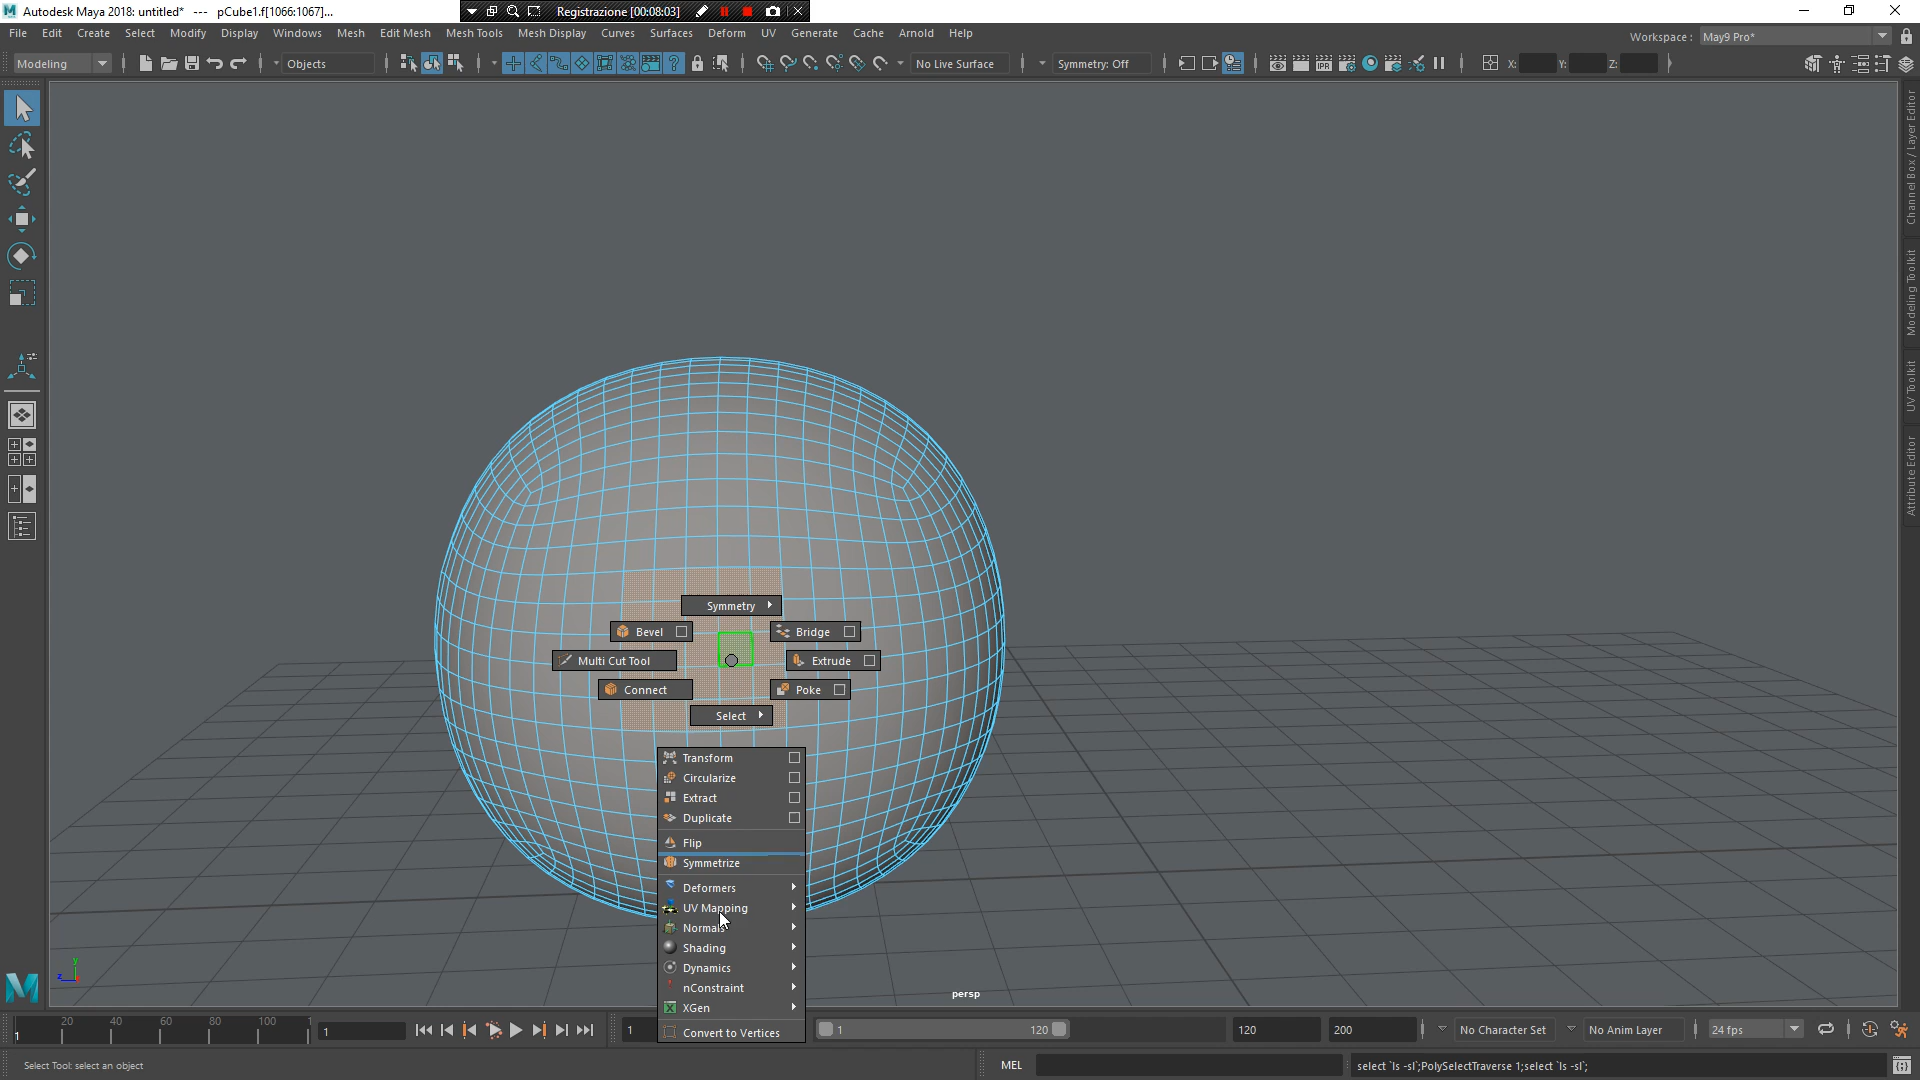 Autodesk Maya 2018: untitled*   ---   pCube1.f[1066:1067]...
Registrazione [00:08:03]
File Edit Create Select Modify Display Windows Mesh Edit Mesh Mesh Tools Mesh Display Curves Surfaces Deform UV Generate Cache Arnold Help
Workspace : May9 Pro*
Modeling Objects No Live Surface Symmetry: Off IPR X: Y: Z:
Channel Box / Layer Editor
Modeling Toolkit
UV Toolkit
Attribute Editor
Symmetry
Bevel
Bridge
Multi Cut Tool
Extrude
Connect
Poke
Select
Transform
Circularize
Extract
Duplicate
Flip
Symmetrize
Deformers
UV Mapping
Normals
Shading
Dynamics
nConstraint
XGen
Convert to Vertices
y
z
persp
1 20 40 60 80 100 1 1 1 120 120 200 No Character Set No Anim Layer 24 fps
Select Tool: select an object
MEL
select `ls -sl`;PolySelectTraverse 1;select `ls -sl`;